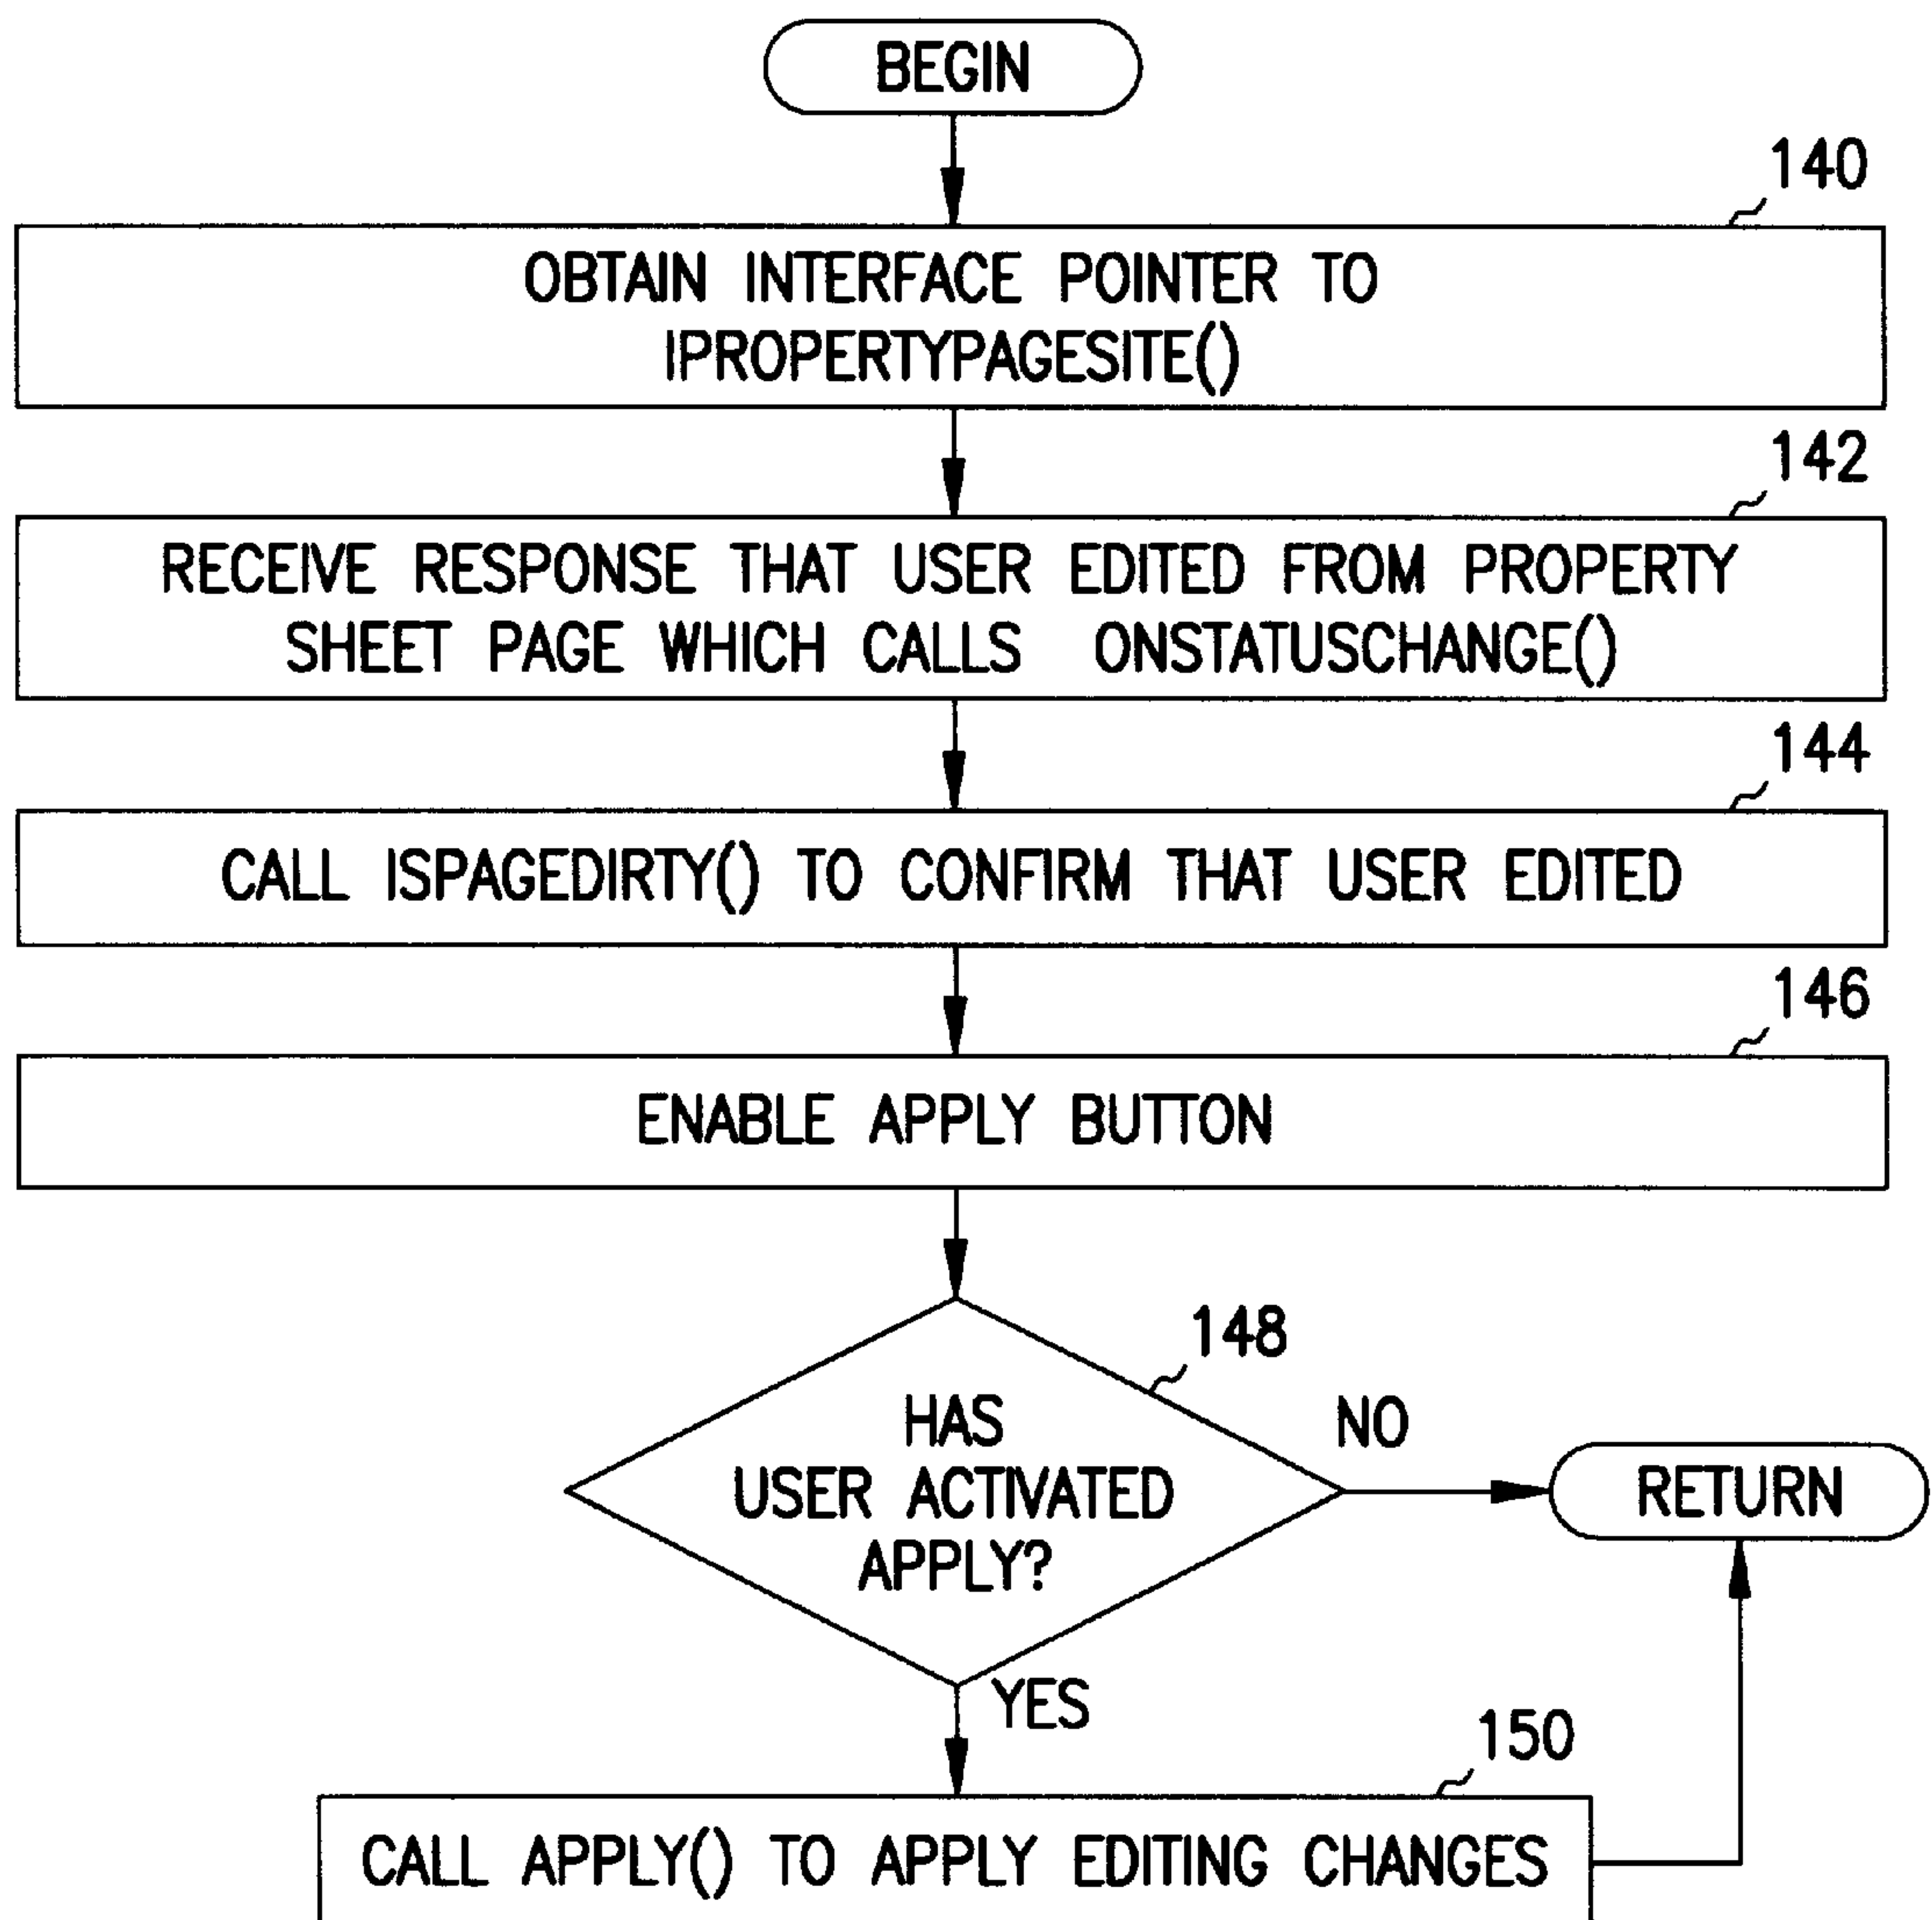 BEGIN
140
OBTAIN INTERFACE POINTER TO
IPROPERTYPAGESITE()
142
RECEIVE RESPONSE THAT USER EDITED FROM PROPERTY
SHEET PAGE WHICH CALLS ONSTATUSCHANGE()
144
CALL ISPAGEDIRTY() TO CONFIRM THAT USER EDITED
146
ENABLE APPLY BUTTON
148
HAS
USER ACTIVATED
APPLY?
NO
RETURN
YES
150
CALL APPLY() TO APPLY EDITING CHANGES